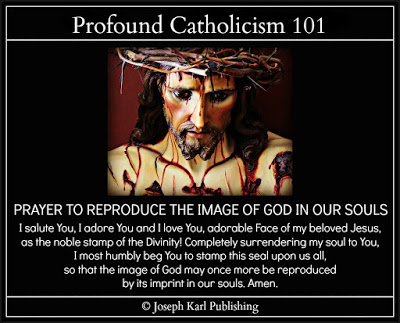 Profound Catholicism 101
PRAYER TO REPRODUCE THE IMAGE OF GOD IN OUR SOULS
I salute You, I adore You and I love You, adorable Face of my beloved Jesus,
as the noble stamp of the Divinity! Completely surrendering my soul to You,
I most humbly beg You to stamp this seal upon us all,
so that the image of God may once more be reproduced
by its imprint in our souls. Amen.
© Joseph Karl Publishing